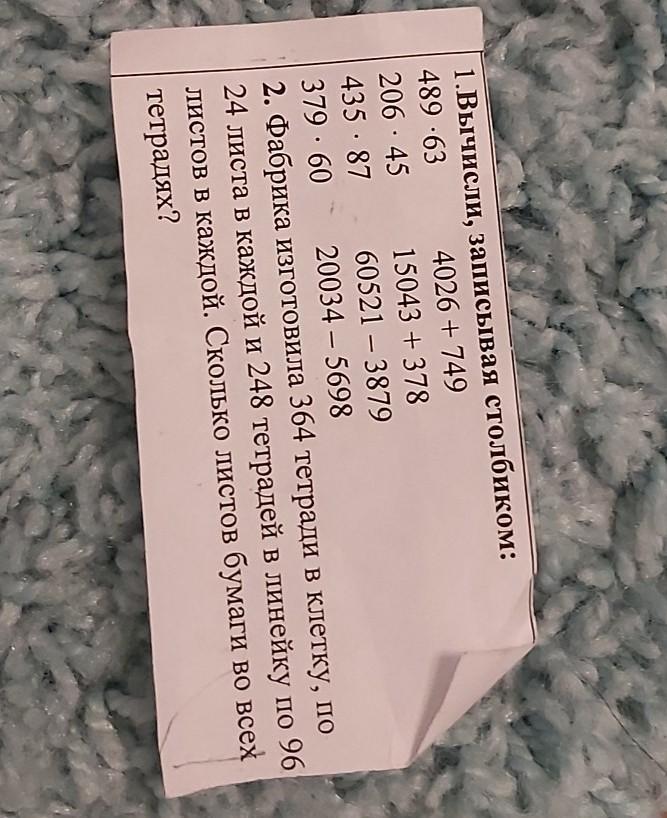 1.Вычисли, записывая столбиком:
489 ·63 4026 + 749
206 · 45 15043 + 378
435 · 87 60521 – 3879
379 · 60 20034 – 5698
2. Фабрика изготовила 364 тетради в клетку, по
24 листа в каждой и 248 тетрадей в линейку по 96
листов в каждой. Сколько листов бумаги во всех
тетрадях?